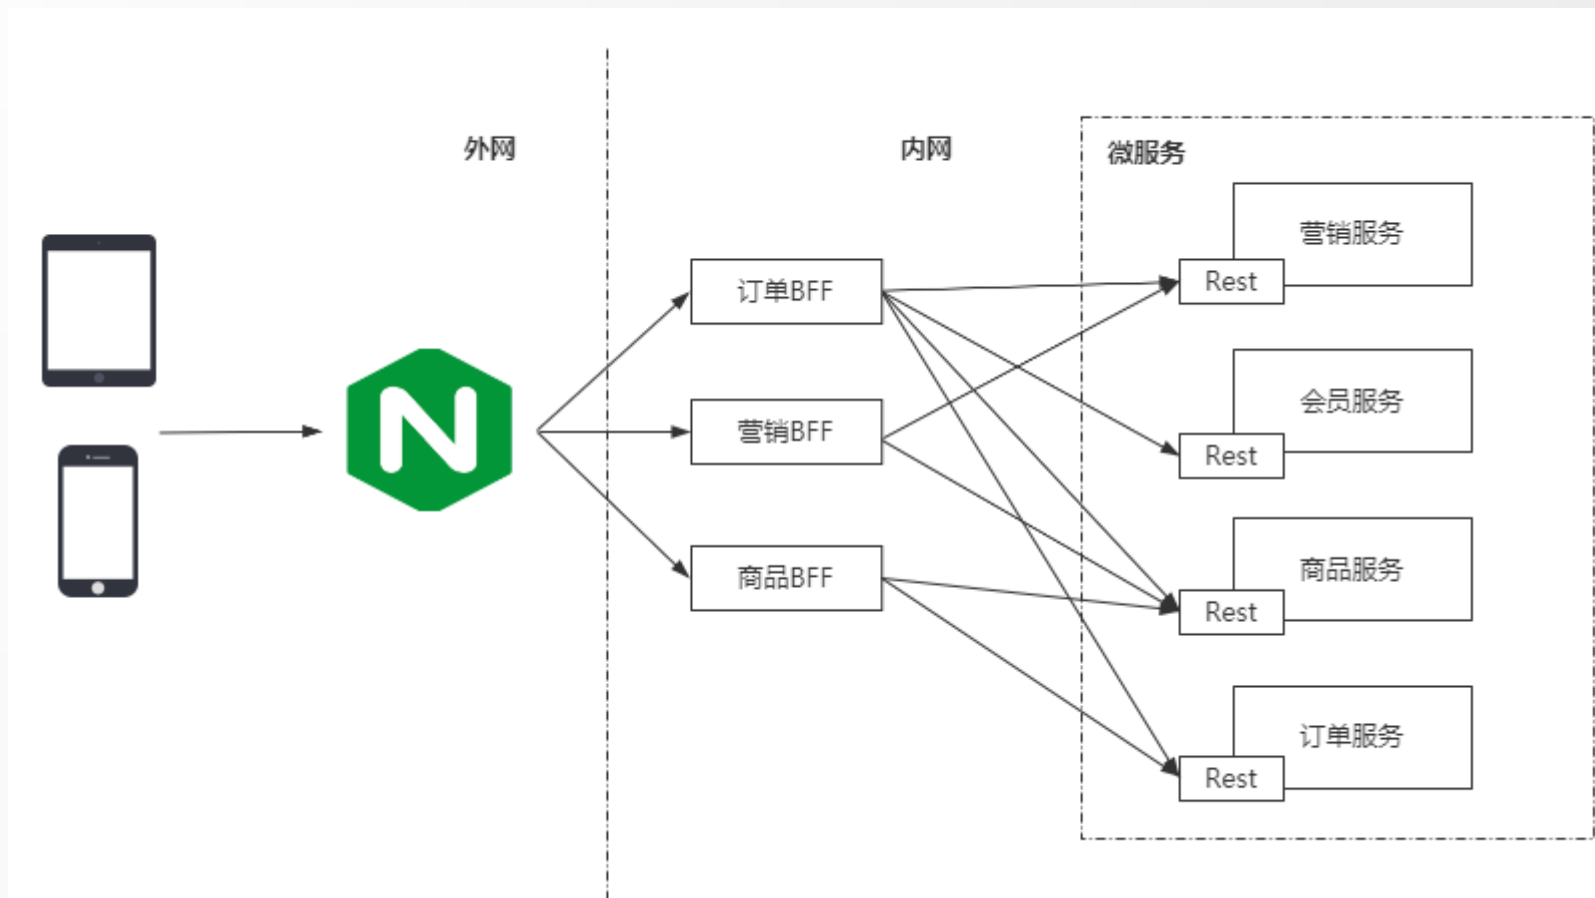 外网
内网
微服务
营销服务
Rest
订单BFF
会员服务
Rest
营销BFF
商品服务
Rest
商品BFF
订单服务
Rest
N